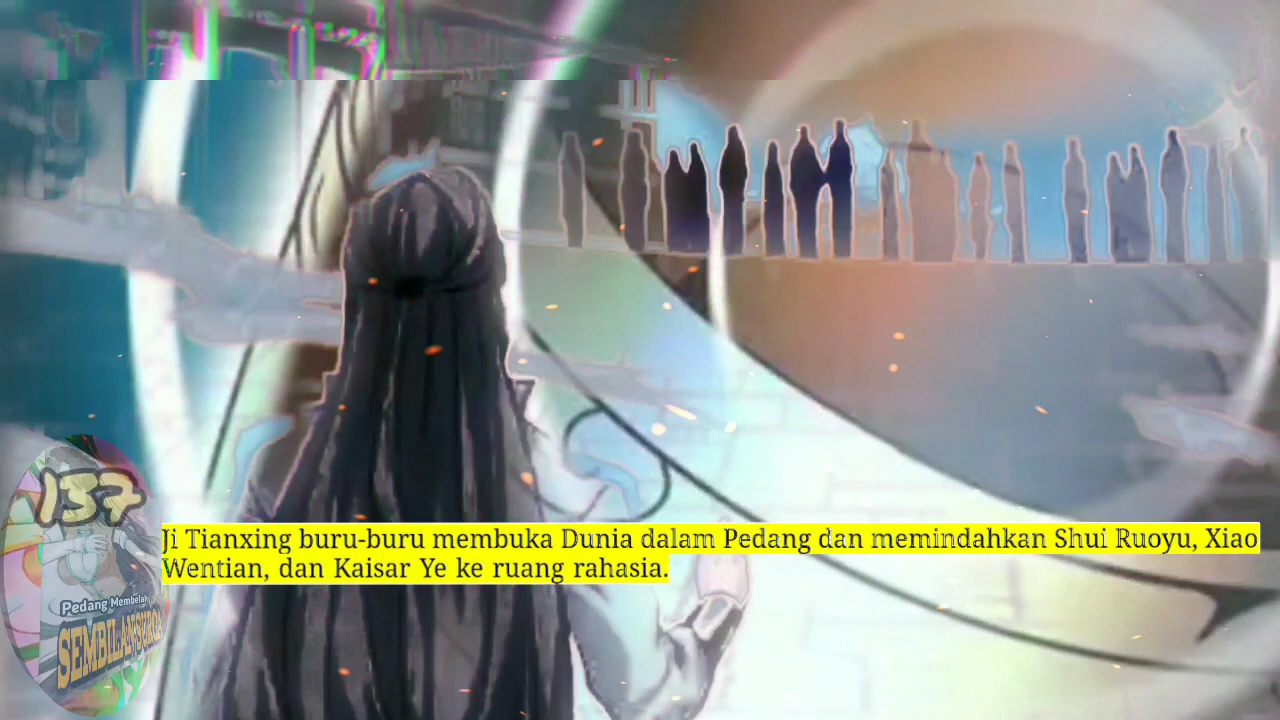 137
Ji Tianxing buru-buru membuka Dunia dalam Pedang dan memindahkan Shui Ruoyu, Xiao
Wentian, dan Kaisar Ye ke ruang rahasia.
Pedang Membelah
SEMBILAN SURGA